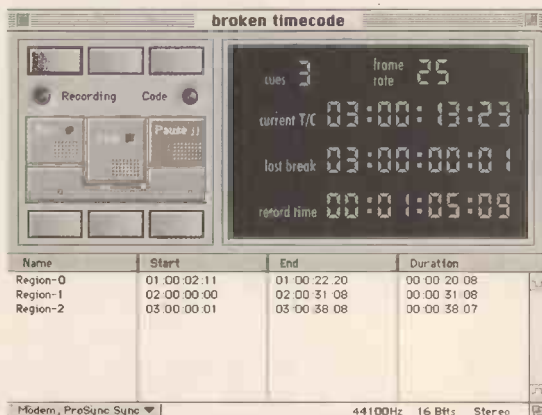 broken timecode
Recording Code
Pause
cues 3 frame rate 25
current T/C 03:00:13:23
last break 03:00:00:01
record time 00:01:05:09
Name Start End Duration
Region-0 01:00:02:11 01:00:22:20 00:00:20:08
Region-1 02:00:00:00 02:00:31:08 00:00:31:08
Region-2 03:00:00:01 03:00:38:08 00:00:38:07
Modem, ProSync Sync 44100Hz 16 Bits Stereo